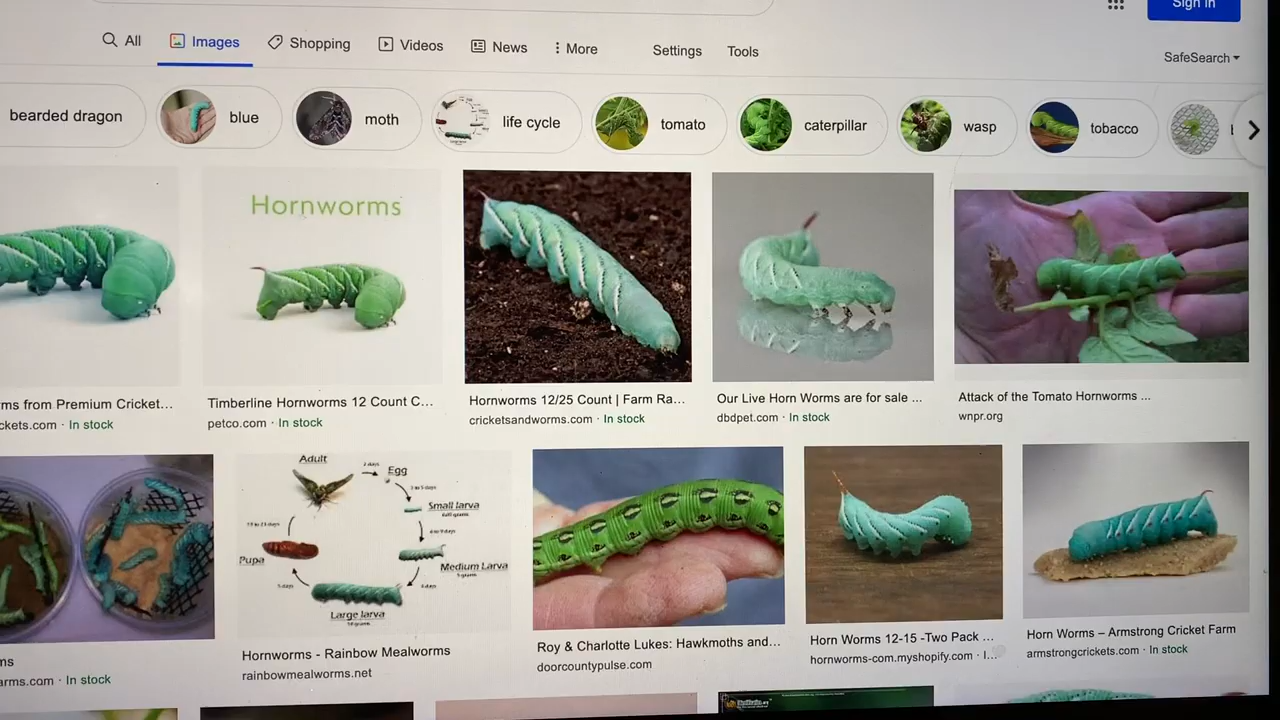 Sign in
All
Images
Shopping
Videos
News
More
Settings
Tools
SafeSearch
bearded dragon
blue
moth
life cycle
tomato
caterpillar
wasp
tobacco
Hornworms
ms from Premium Cricket...
ckets.com · In stock
Timberline Hornworms 12 Count C...
petco.com · In stock
Hornworms 12/25 Count | Farm Ra...
cricketsandworms.com · In stock
Our Live Horn Worms are for sale ...
dbdpet.com · In stock
Attack of the Tomato Hornworms ...
wnpr.org
Adult
Egg
Small larva
Medium Larva
Large larva
Pupa
ms
arms.com · In stock
Hornworms - Rainbow Mealworms
rainbowmealworms.net
Roy & Charlotte Lukes: Hawkmoths and...
doorcountypulse.com
Horn Worms 12-15 -Two Pack ...
hornworms-com.myshopify.com · I...
Horn Worms – Armstrong Cricket Farm
armstrongcrickets.com · In stock